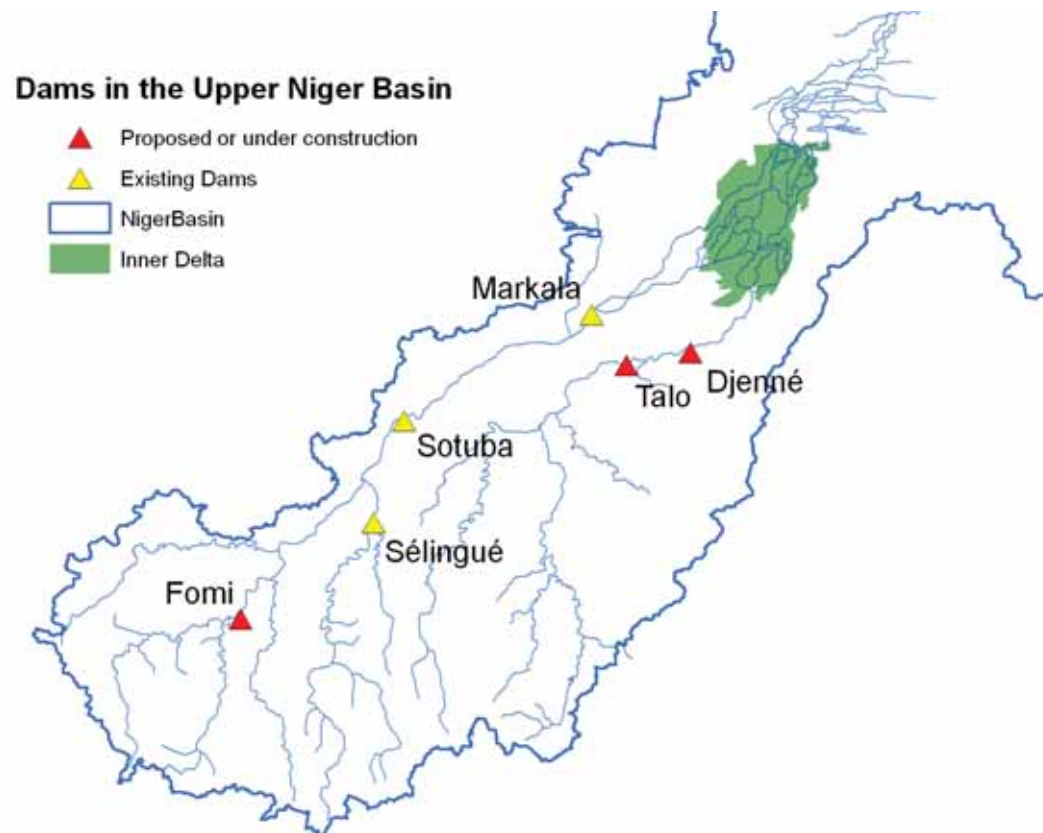 Dams in the Upper Niger Basin
Proposed or under construction
Existing Dams
NigerBasin
Inner Delta
Markala
Djenné
Talo
Sotuba
Sélingué
Fomi